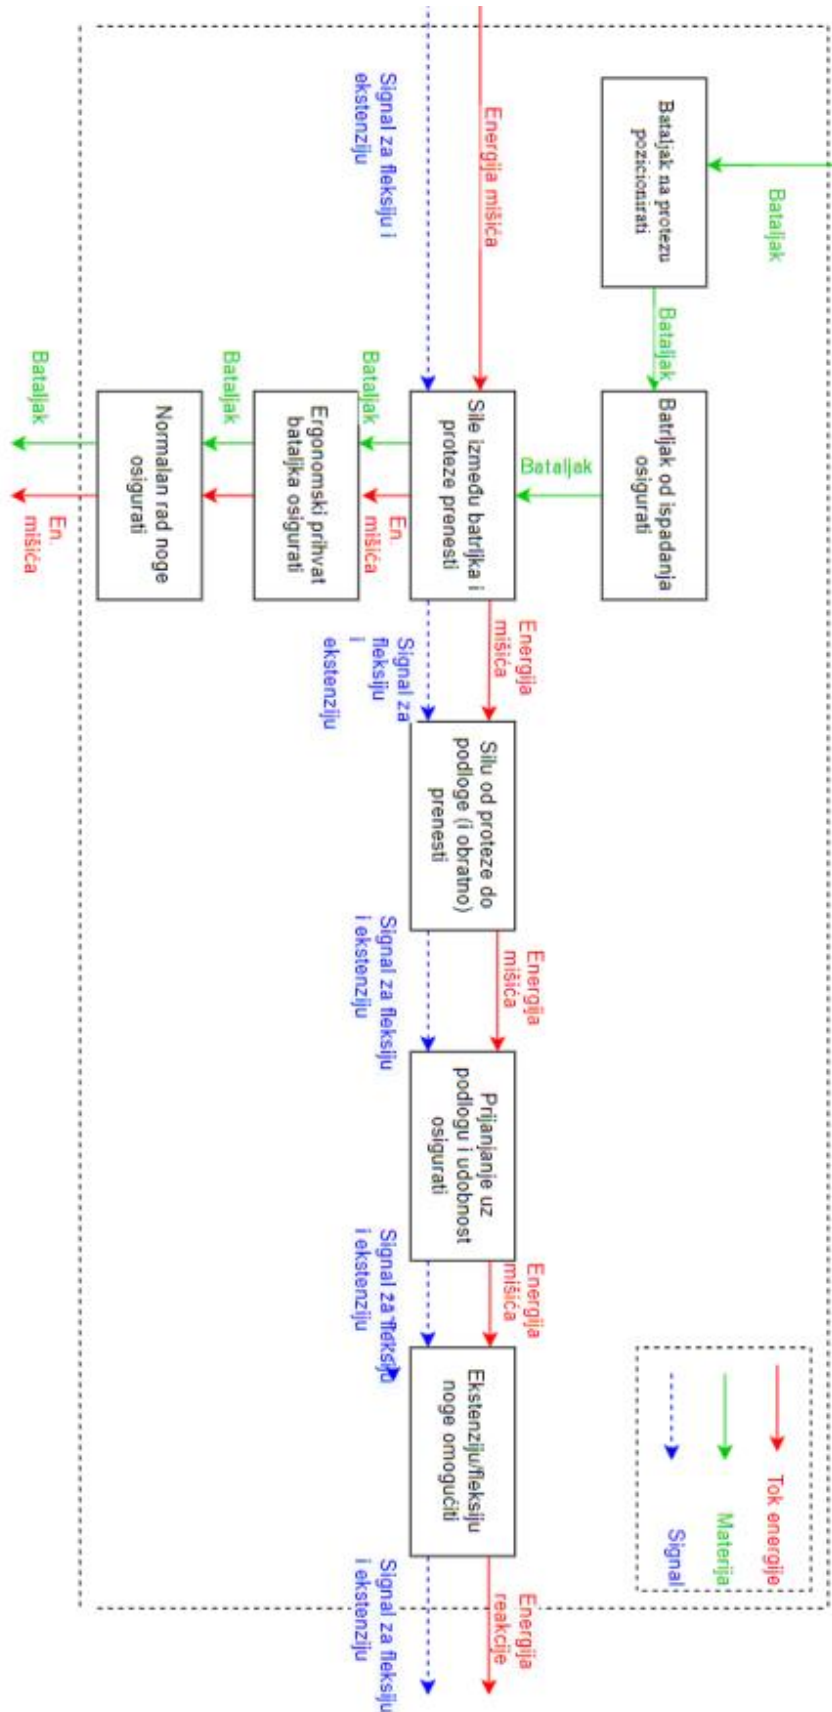 Bataljak
Bataljak na protezu
pozicionirati
Bataljak
Batrljak od ispadanja
osigurati
Bataljak
Energija mišića
Signal za fleksiju i
ekstenziju
Sile između batrljka i
proteze prenesti
Bataljak
En.
mišića
Ergonomski prihvat
bataljka osigurati
Bataljak
Normalan rad noge
osigurati
Bataljak
En.
mišića
Energija
mišića
Signal za
fleksiju
i
ekstenziju
Silu od proteze do
podloge (i obratno)
prenesti
Energija
mišića
Signal za fleksiju
i ekstenziju
Prijanjanje uz
podlogu i udobnost
osigurati
Energija
mišića
Signal za fleksiju
i ekstenziju
Ekstenziju/fleksiju
noge omogućiti
Energija
reakcije
Signal za fleksiju
i ekstenziju
Tok energije
Materija
Signal